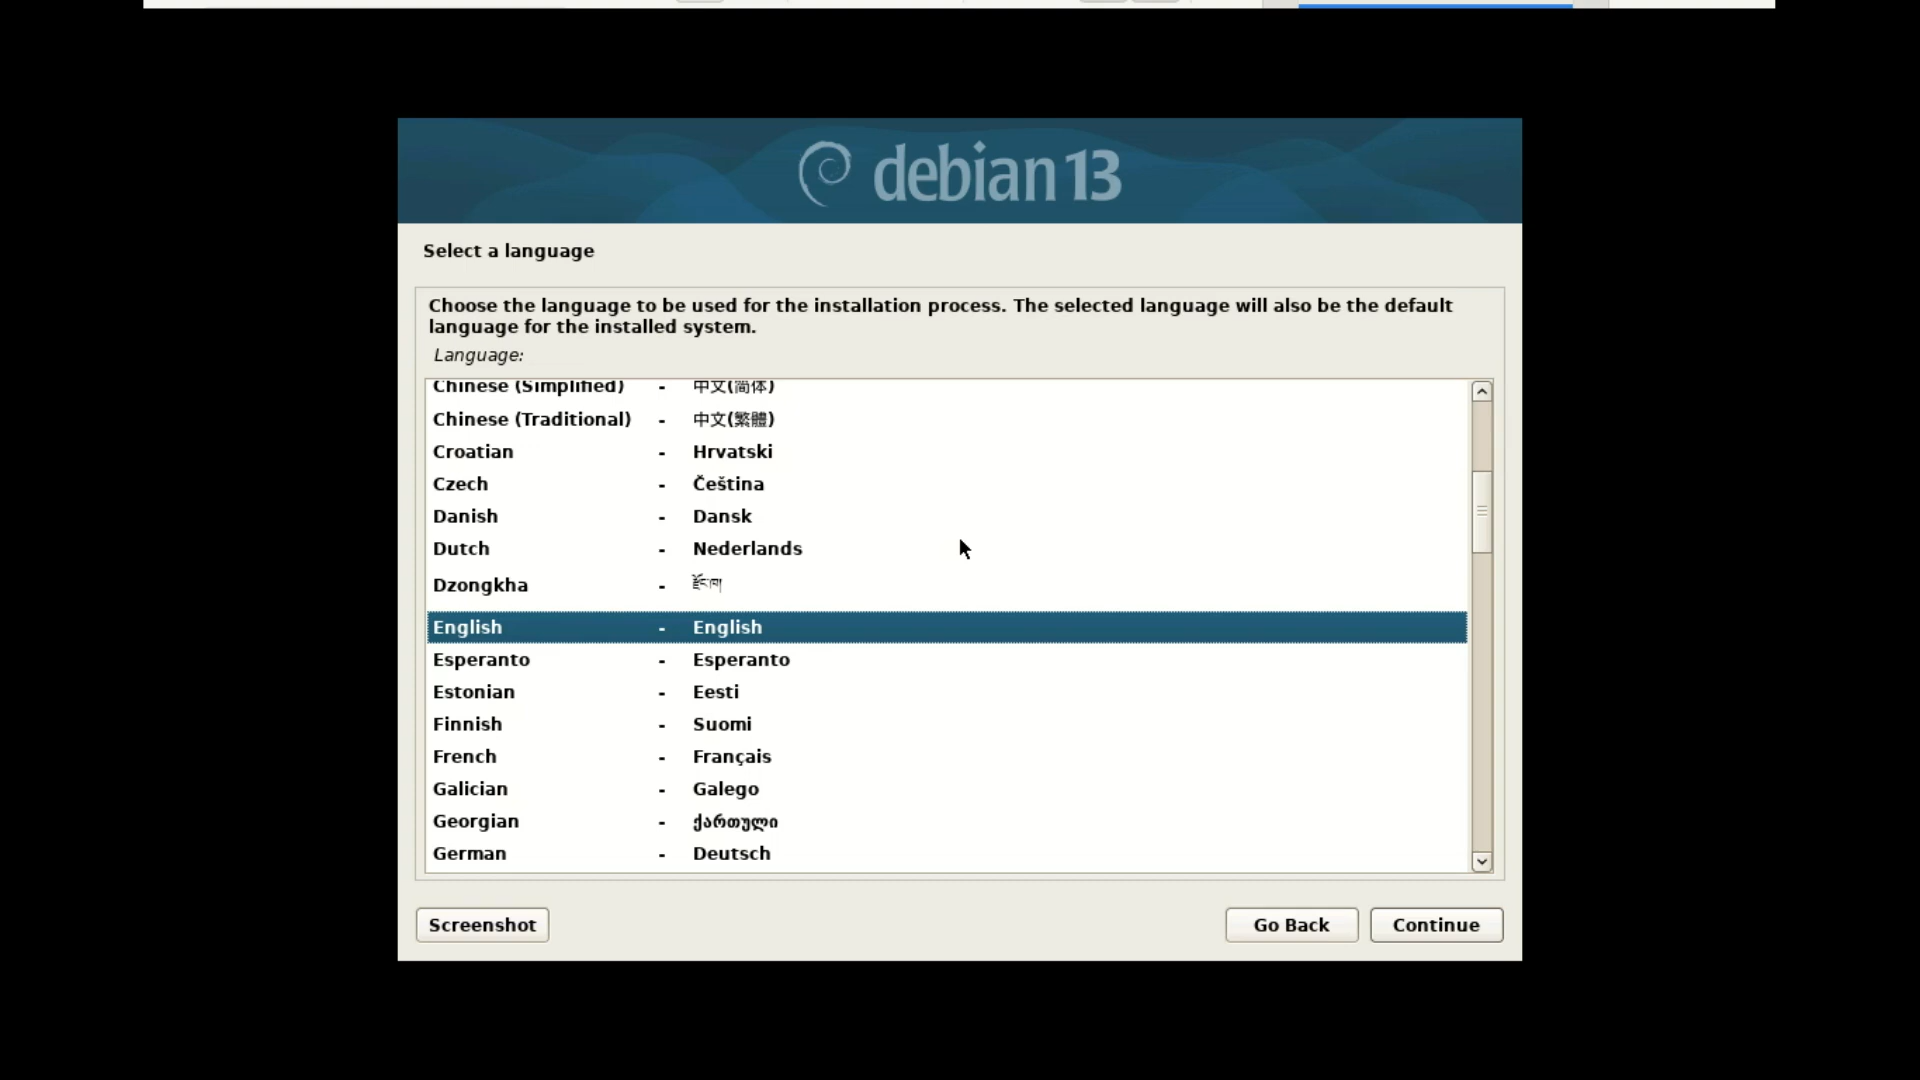 debian 13
Select a language
Choose the language to be used for the installation process. The selected language will also be the default
language for the installed system.
Language:
Chinese (Simplified) - 中文(简体)
Chinese (Traditional) - 中文(繁體)
Croatian - Hrvatski
Czech - Čeština
Danish - Dansk
Dutch - Nederlands
Dzongkha - རྫོང་ཁ།
English - English
Esperanto - Esperanto
Estonian - Eesti
Finnish - Suomi
French - Français
Galician - Galego
Georgian - ქართული
German - Deutsch
Screenshot Go Back Continue